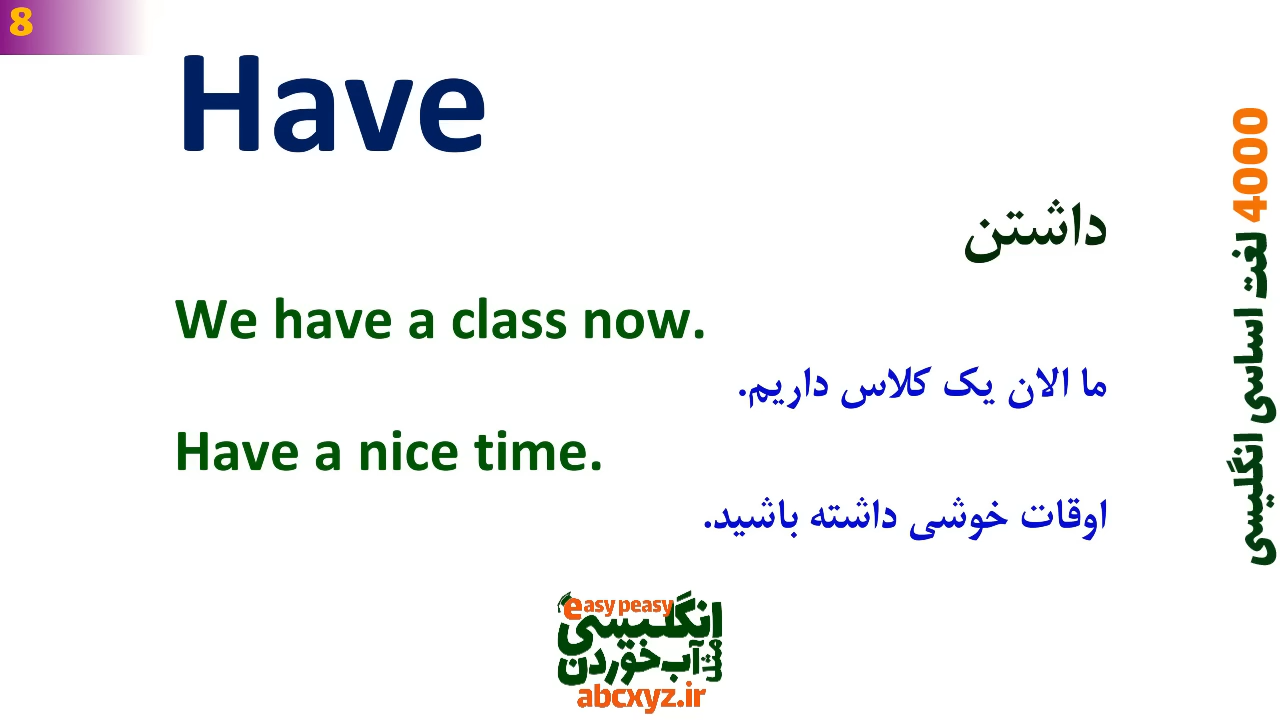 8
Have
داشتن
We have a class now.
ما الان یک کلاس داریم.
Have a nice time.
اوقات خوشی داشته باشید.
4000 لغت اساسی انگلیسی
easy peasy
انگلیسی
مثل آب خوردن
abcxyz.ir